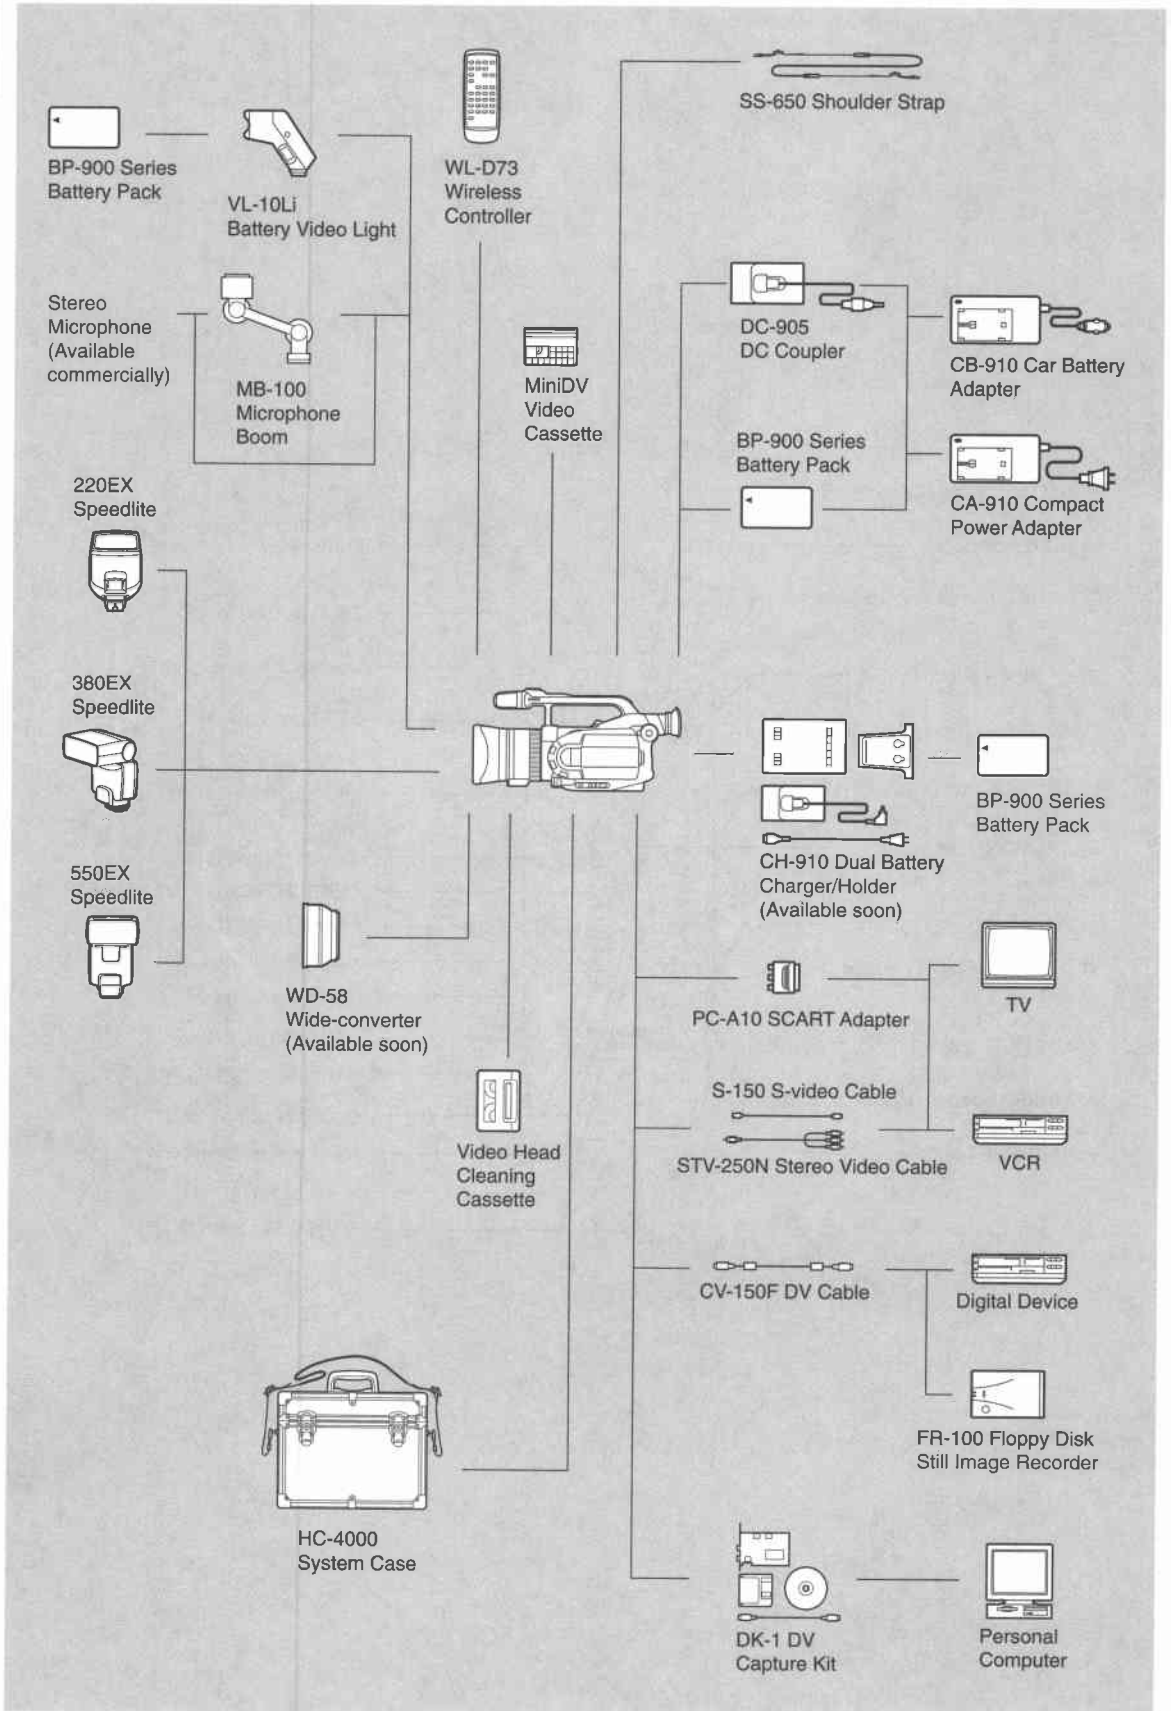 SS-650 Shoulder Strap
BP-900 Series
Battery Pack
VL-10Li
Battery Video Light
WL-D73
Wireless
Controller
Stereo
Microphone
(Available
commercially)
MB-100
Microphone
Boom
MiniDV
Video
Cassette
DC-905
DC Coupler
CB-910 Car Battery
Adapter
BP-900 Series
Battery Pack
CA-910 Compact
Power Adapter
220EX
Speedlite
380EX
Speedlite
550EX
Speedlite
BP-900 Series
Battery Pack
CH-910 Dual Battery
Charger/Holder
(Available soon)
WD-58
Wide-converter
(Available soon)
PC-A10 SCART Adapter
TV
S-150 S-video Cable
STV-250N Stereo Video Cable
VCR
Video Head
Cleaning
Cassette
CV-150F DV Cable
Digital Device
FR-100 Floppy Disk
Still Image Recorder
HC-4000
System Case
DK-1 DV
Capture Kit
Personal
Computer